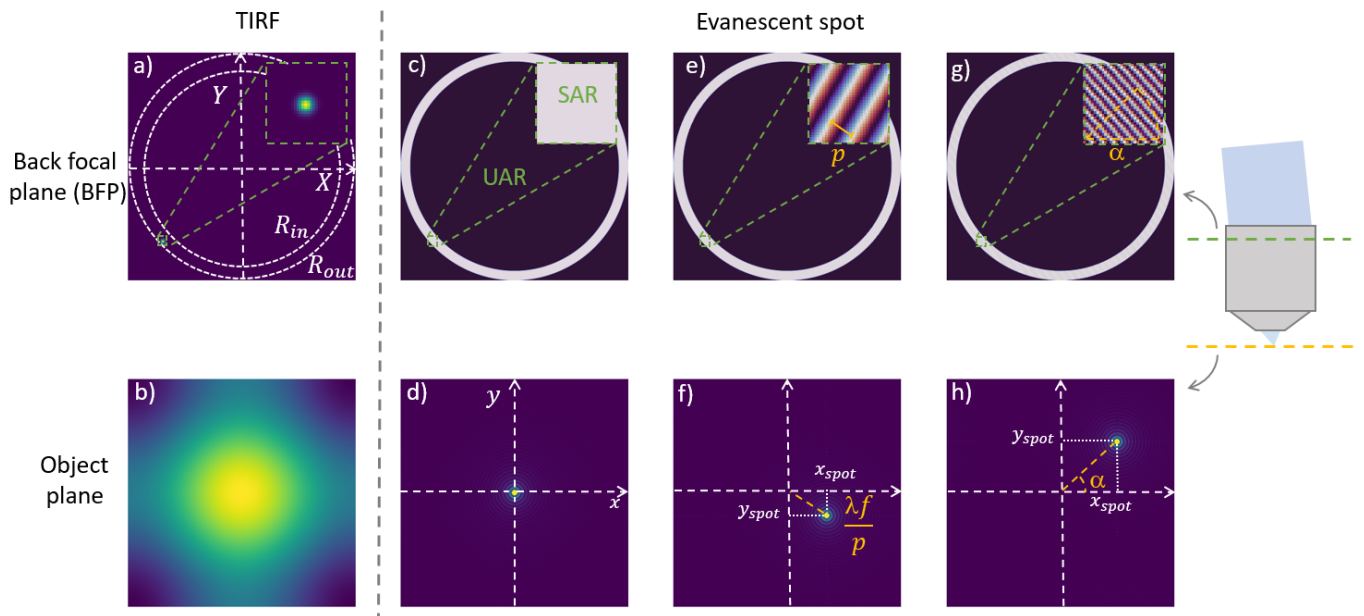 TIRF
Evanescent spot
Back focal
plane (BFP)
a)
Y
X
R_in
R_out
c)
SAR
UAR
e)
p
g)
α
Object
plane
b)
d)
y
x
f)
x_spot
y_spot
λf
p
h)
y_spot
α
x_spot